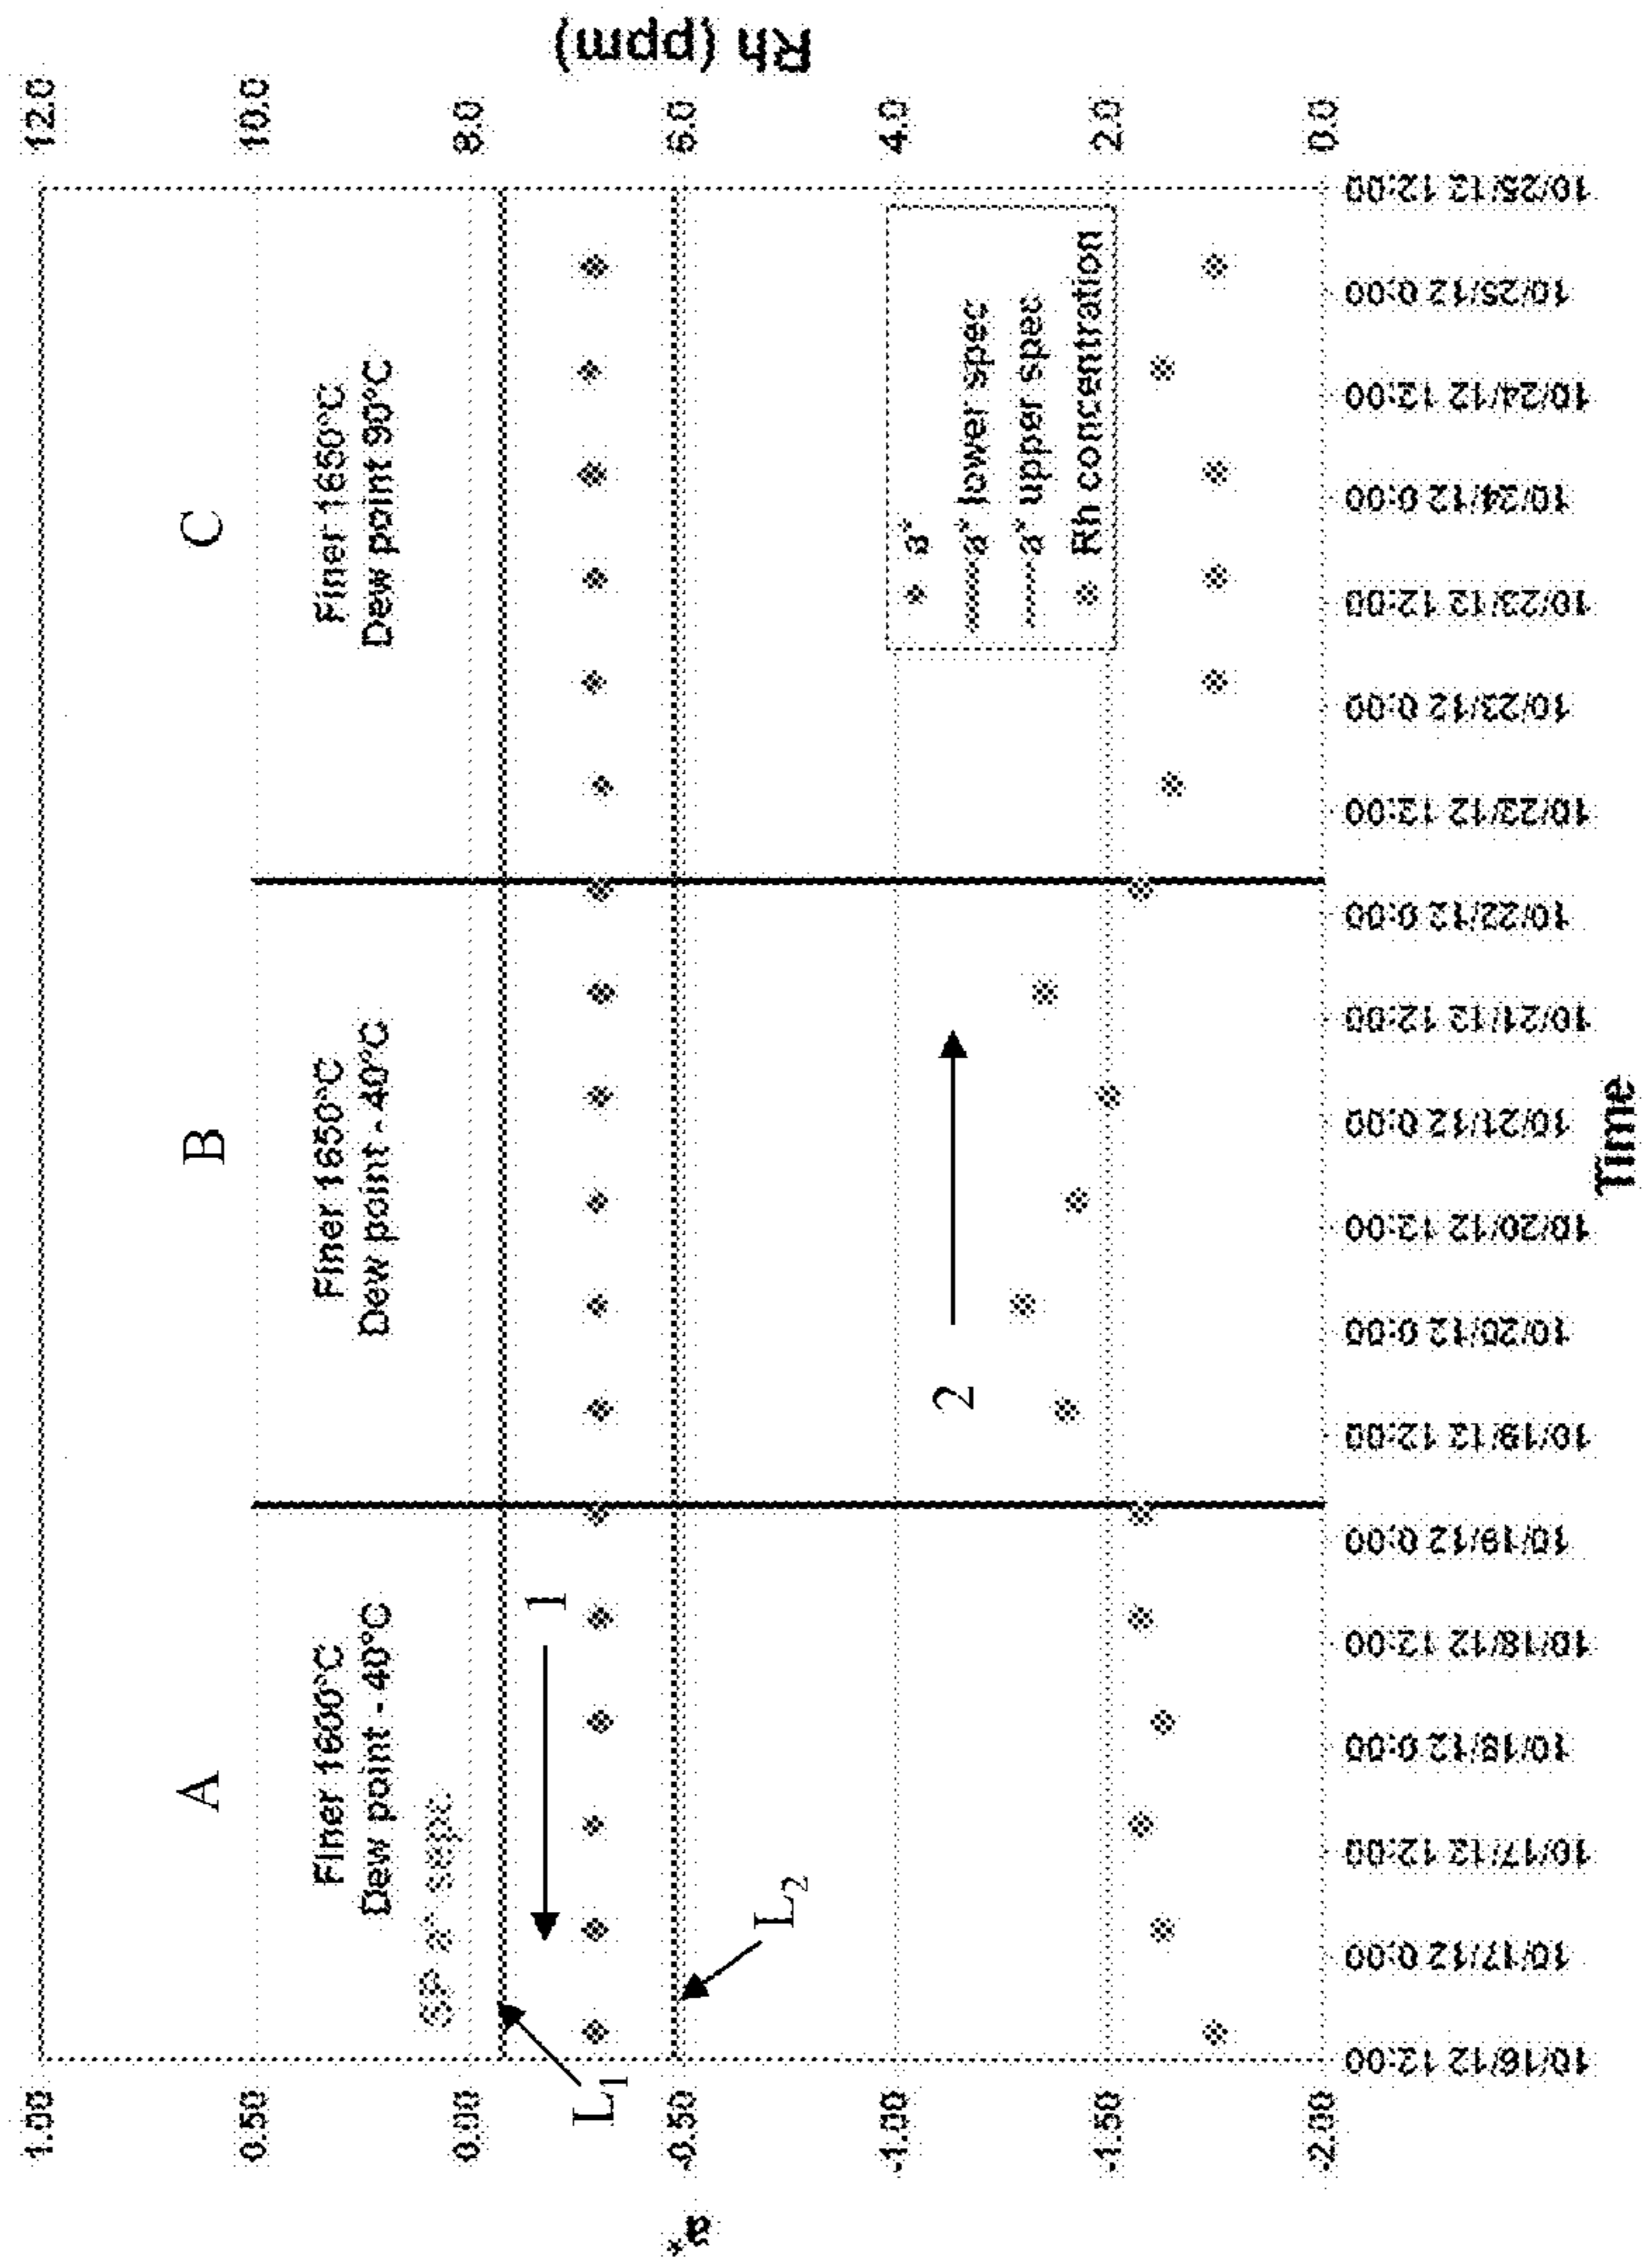 A
B
C
Finer 1600°C
Dew point - 40°C
Finer 1650°C
Dew point - 40°C
Finer 1650°C
Dew point 90°C
SP a* sepc.
1
2
L1
L2
a*
1.00
0.50
0.00
-0.50
-1.00
-1.50
-2.00
Rh (ppm)
12.0
10.0
8.0
6.0
4.0
2.0
0.0
a*
a* lower spec
a* upper spec
Rh concentration
10/16/12 12:00
10/17/12 0:00
10/17/12 12:00
10/18/12 0:00
10/18/12 12:00
10/19/12 0:00
10/19/12 12:00
10/20/12 0:00
10/20/12 12:00
10/21/12 0:00
10/21/12 12:00
10/22/12 0:00
10/22/12 12:00
10/23/12 0:00
10/23/12 12:00
10/24/12 0:00
10/24/12 12:00
10/25/12 0:00
10/25/12 12:00
Time